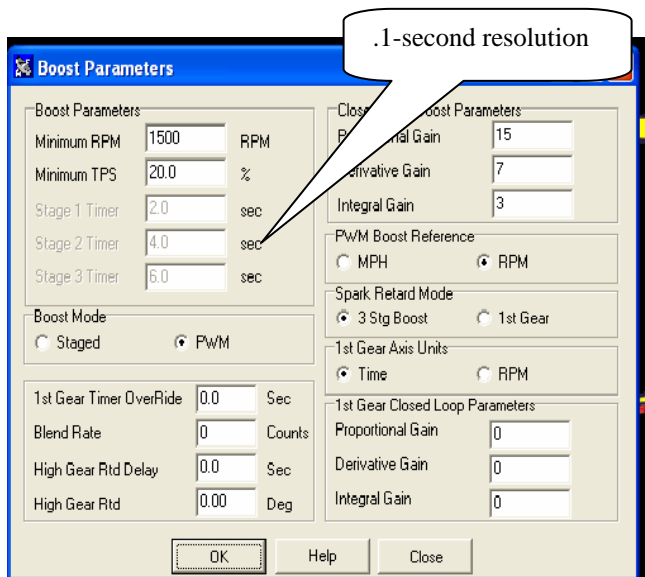 .1-second resolution
Boost Parameters
Boost Parameters
Minimum RPM 1500 RPM
Minimum TPS 20.0 %
Stage 1 Timer 2.0 sec
Stage 2 Timer 4.0 sec
Stage 3 Timer 6.0 sec
Boost Mode
Staged PWM
1st Gear Timer OverRide 0.0 Sec
Blend Rate 0 Counts
High Gear Rtd Delay 0.0 Sec
High Gear Rtd 0.00 Deg
Boost Parameters
Gain 15
Gain 7
Integral Gain 3
PWM Boost Reference
MPH RPM
Spark Retard Mode
3 Stg Boost 1st Gear
1st Gear Axis Units
Time RPM
1st Gear Closed Loop Parameters
Proportional Gain 0
Derivative Gain 0
Integral Gain 0
OK Help Close